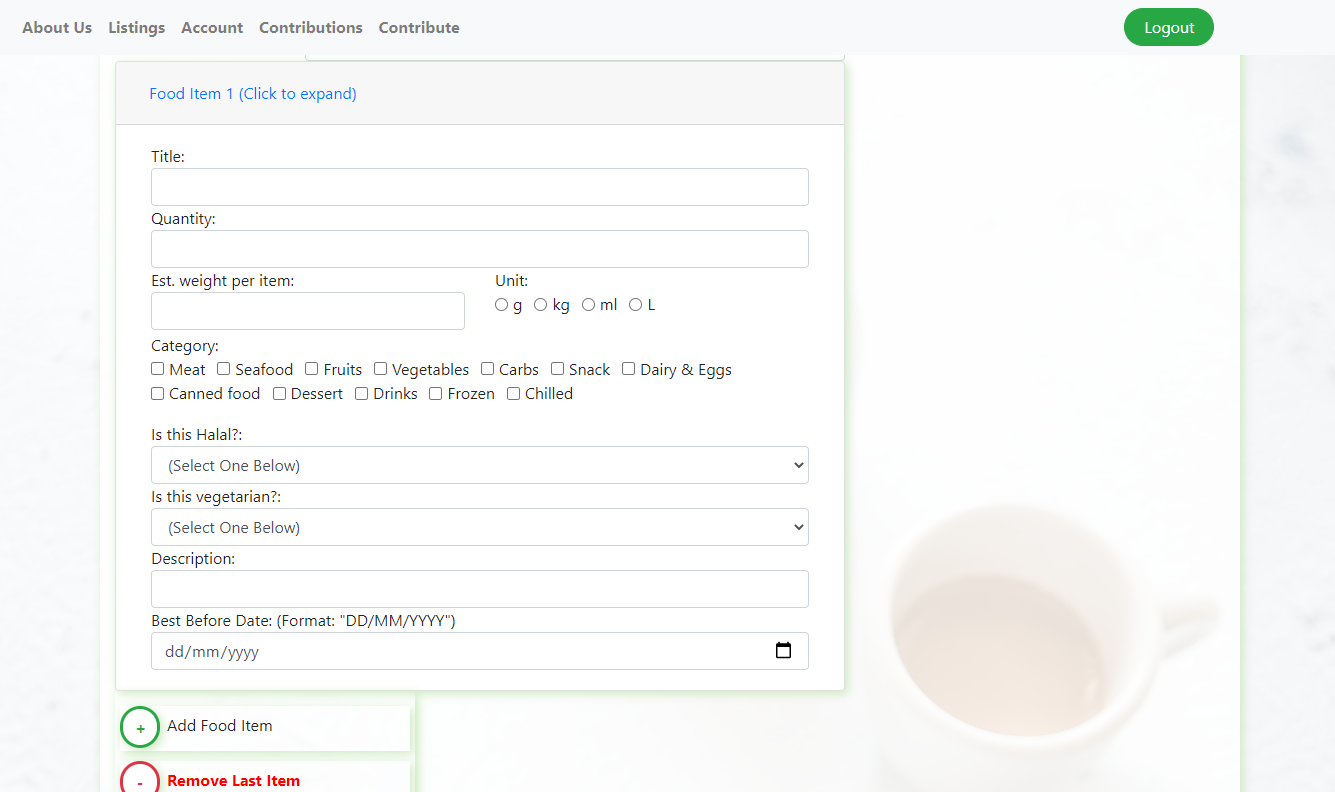 About Us Listings Account Contributions Contribute Logout
Food Item 1 (Click to expand)
Title:
Quantity:
Est. weight per item: Unit:
g kg ml L
Category:
Meat Seafood Fruits Vegetables Carbs Snack Dairy & Eggs
Canned food Dessert Drinks Frozen Chilled
Is this Halal?:
(Select One Below)
Is this vegetarian?:
(Select One Below)
Description:
Best Before Date: (Format: "DD/MM/YYYY")
dd/mm/yyyy
+ Add Food Item
- Remove Last Item